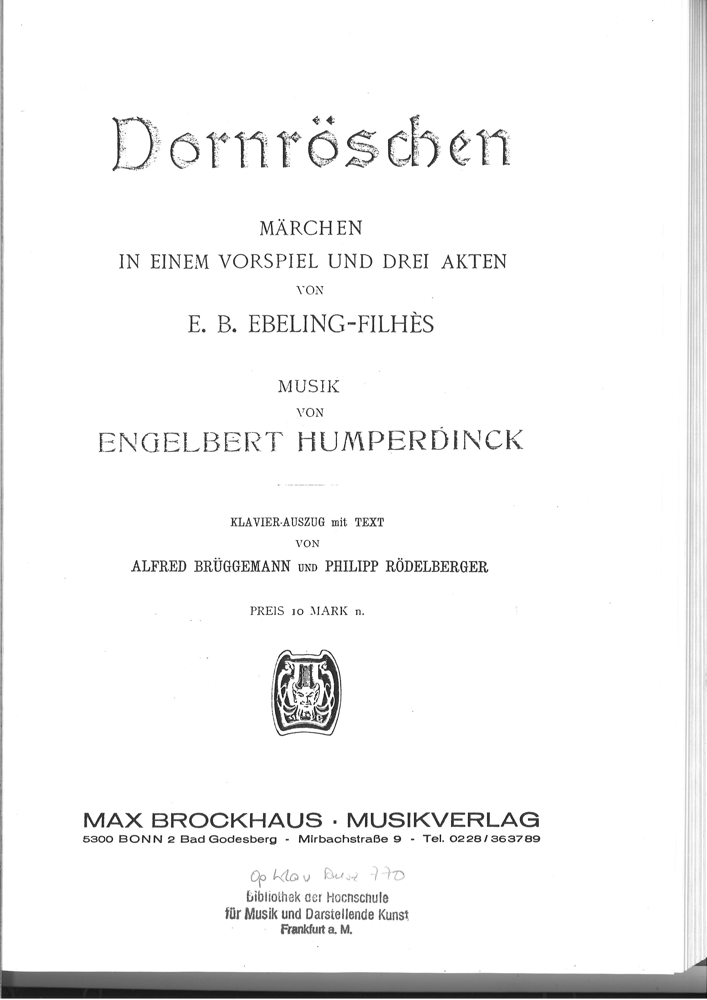 Dornröschen
MÄRCHEN
IN EINEM VORSPIEL UND DREI AKTEN
VON
E. B. EBELING-FILHÈS
MUSIK
VON
ENGELBERT HUMPERDINCK
KLAVIER-AUSZUG mit TEXT
VON
ALFRED BRÜGGEMANN UND PHILIPP RÖDELBERGER
PREIS 10 MARK n.
MAX BROCKHAUS · MUSIKVERLAG
5300 BONN 2 Bad Godesberg - Mirbachstraße 9 - Tel. 0228/363789
Op Klav Ausz 770
Bibliothek der Hochschule
für Musik und Darstellende Kunst
Frankfurt a. M.